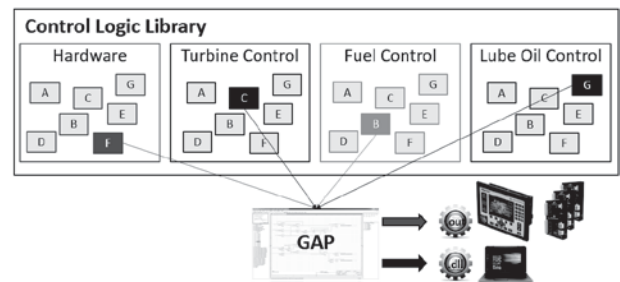 Control Logic Library
Hardware Turbine Control Fuel Control Lube Oil Control
A C G B E D F
A C G B E D F
A C G B E D F
A C G B E D F
GAP
.out
.dll